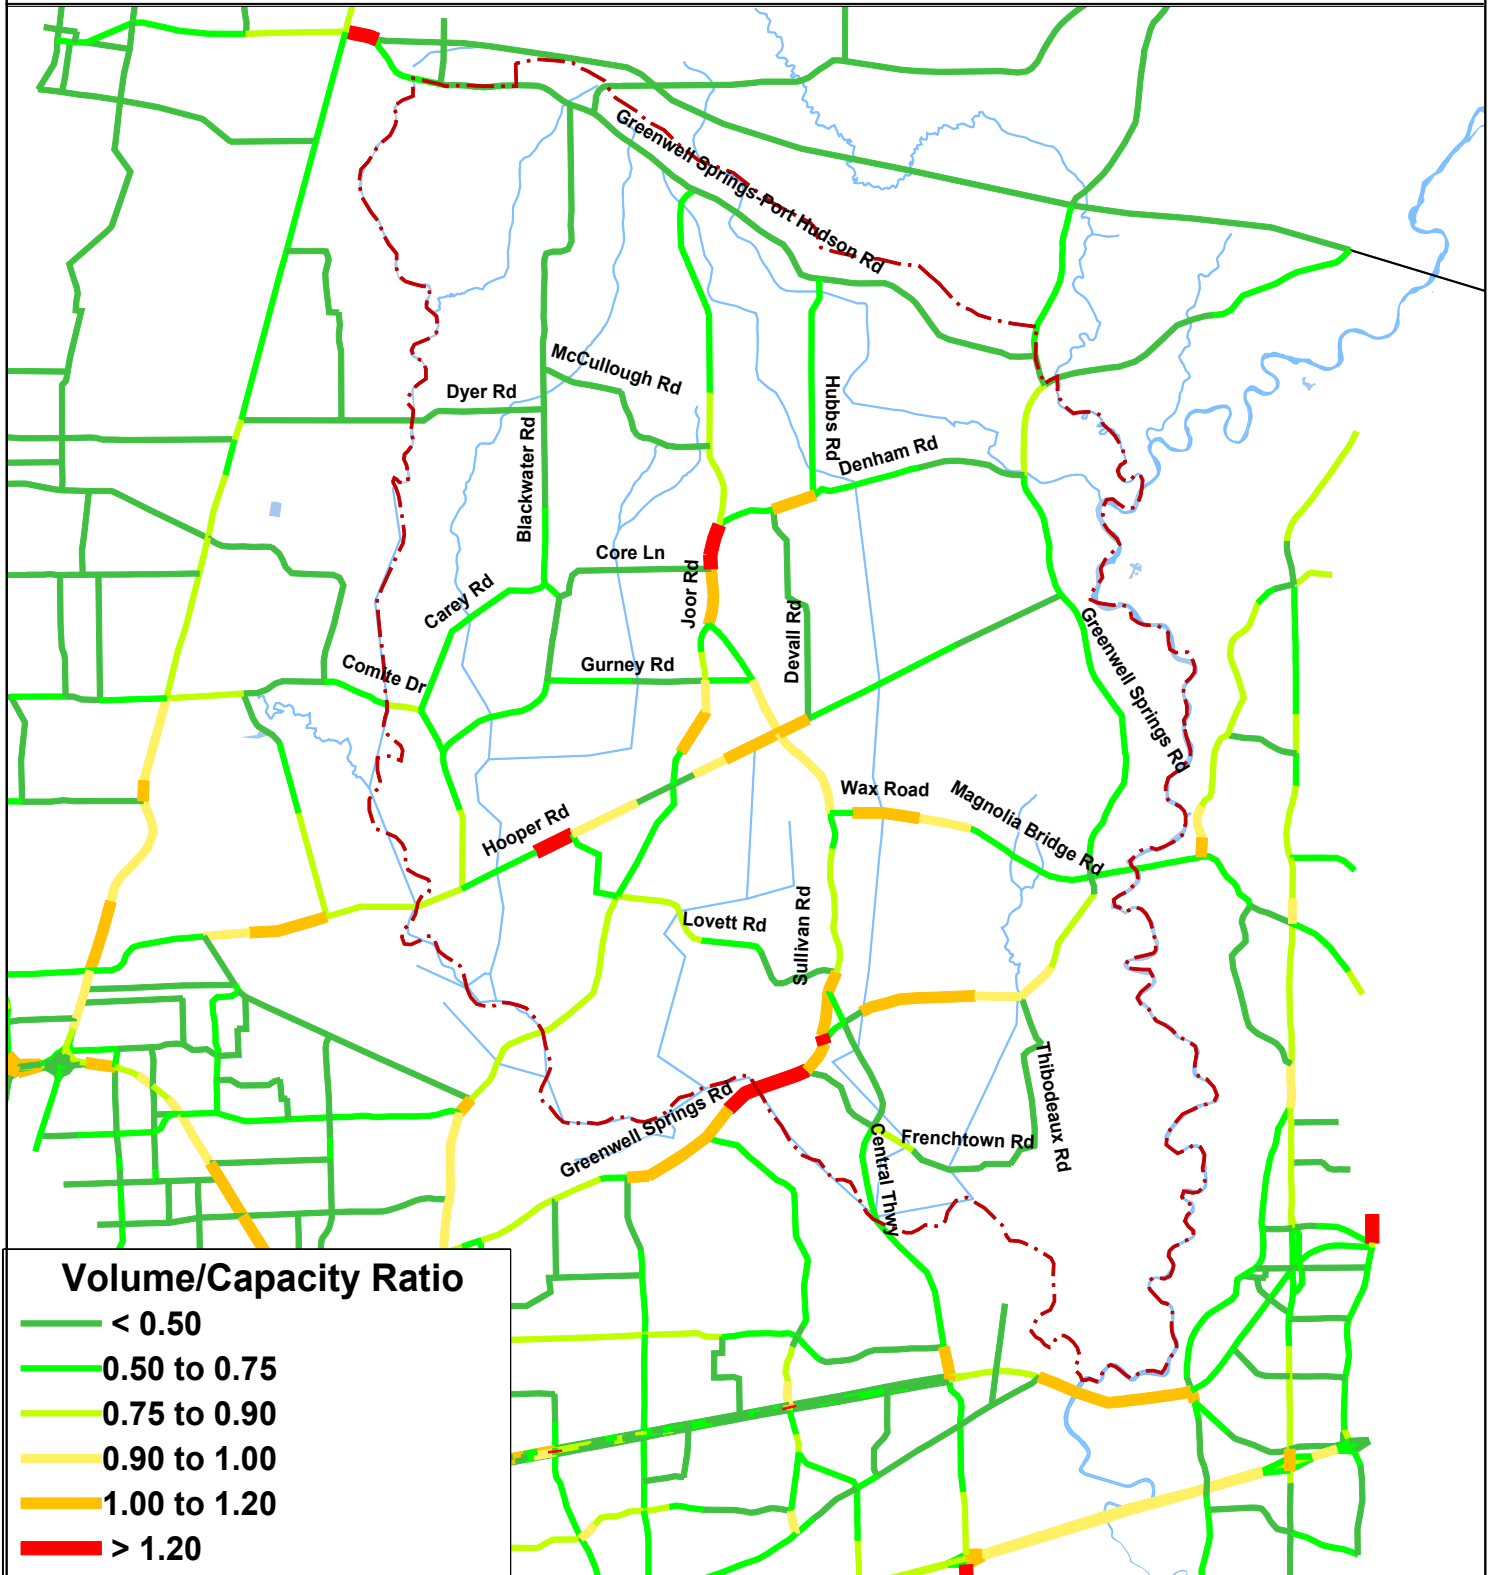 Greenwell Springs-Port Hudson Rd
McCullough Rd
Dyer Rd
Hubbs Rd
Blackwater Rd
Denham Rd
Core Ln
Joor Rd
Carey Rd
Devall Rd
Greenwell Springs Rd
Comite Dr
Gurney Rd
Wax Road
Magnolia Bridge Rd
Hooper Rd
Lovett Rd
Sullivan Rd
Thibodeaux Rd
Greenwell Springs Rd
Frenchtown Rd
Central Thwy
Volume/Capacity Ratio
< 0.50
0.50 to 0.75
0.75 to 0.90
0.90 to 1.00
1.00 to 1.20
> 1.20